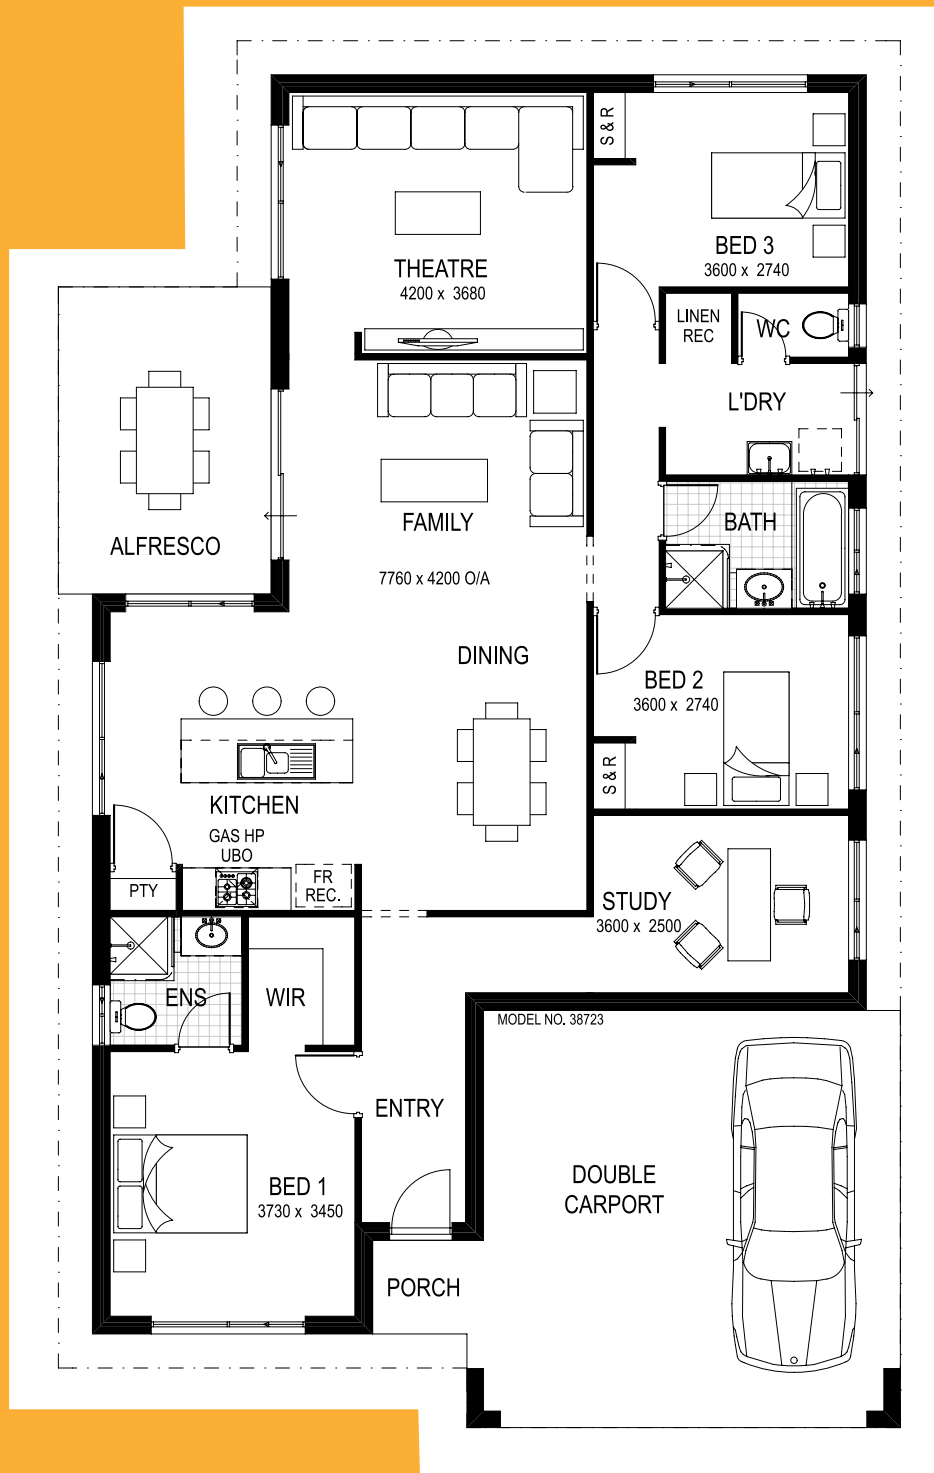 S & R
BED 3
3600 x 2740
THEATRE
4200 x 3680
LINEN
REC
WC
L'DRY
FAMILY
BATH
ALFRESCO
7760 x 4200 O/A
DINING
BED 2
3600 x 2740
S & R
KITCHEN
GAS HP
UBO
FR
REC.
PTY
STUDY
3600 x 2500
ENS
WIR
MODEL NO. 38723
ENTRY
DOUBLE
CARPORT
BED 1
3730 x 3450
PORCH